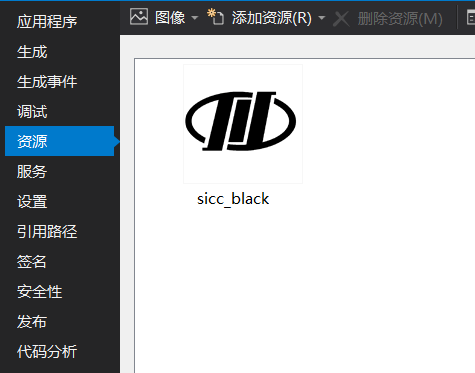 应用程序
生成
生成事件
调试
资源
服务
设置
引用路径
签名
安全性
发布
代码分析
图像 添加资源(R) 删除资源(M)
sicc_black